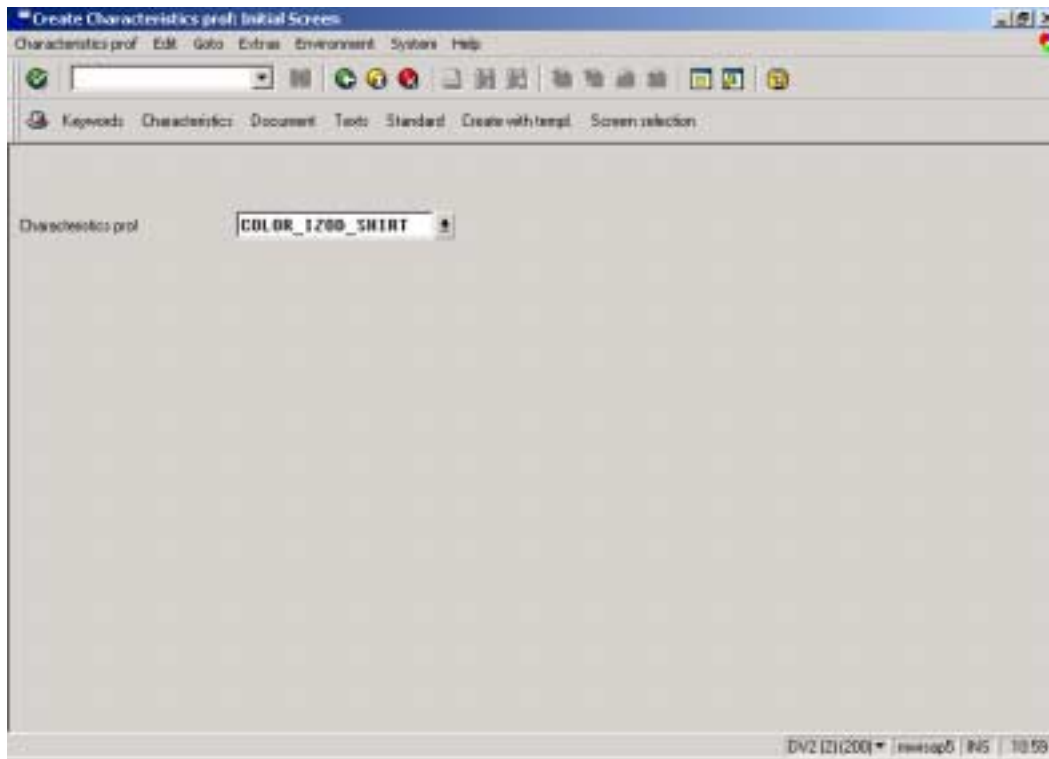 Create Characteristics prof: Initial Screen
Characteristics prof Edit Goto Extras Environment System Help
Keywords Characteristics Document Texts Standard Create with templ. Screen selection
Characteristics prof COLOR_IZOD_SHIRT
DV2 (2) (200) INS 10:59